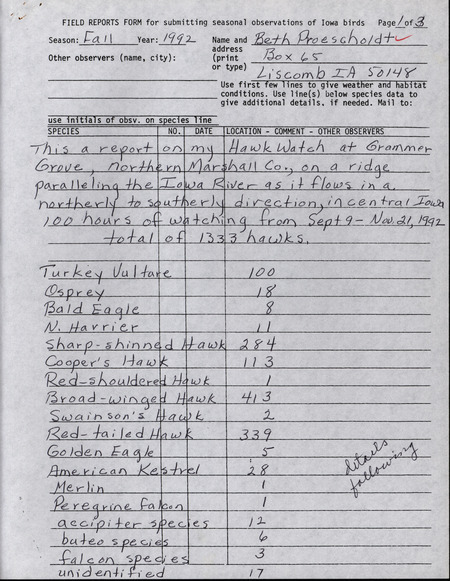 FIELD REPORTS FORM for submitting seasonal observations of Iowa birds Page 1 of 3
Season: Fall Year: 1992 Name and Beth Proescholdt
address
Other observers (name, city): (print Box 65
or type) Liscomb IA 50148
Use first few lines to give weather and habitat
conditions. Use line(s) below species data to
give additional details, if needed. Mail to:
use initials of obsv. on species line
SPECIES NO. DATE LOCATION - COMMENT - OTHER OBSERVERS
This a report on my Hawk Watch at Grammer
Grove, northern Marshall Co., on a ridge
paralleling the Iowa River as it flows in a
northerly to southerly direction, in central Iowa
100 hours of watching from Sept 9 - Nov. 21, 1992
total of 1333 hawks.
Turkey Vulture 100
Osprey 18
Bald Eagle 8
N. Harrier 11
Sharp-shinned Hawk 284
Cooper's Hawk 113
Red-shouldered Hawk 1
Broad-winged Hawk 413
Swainson's Hawk 2
Red-tailed Hawk 339
Golden Eagle 5
American Kestrel 28
Merlin 1
Peregrine Falcon 1
accipiter species 12
buteo species 6
falcon species 3
unidentified 17
details
following